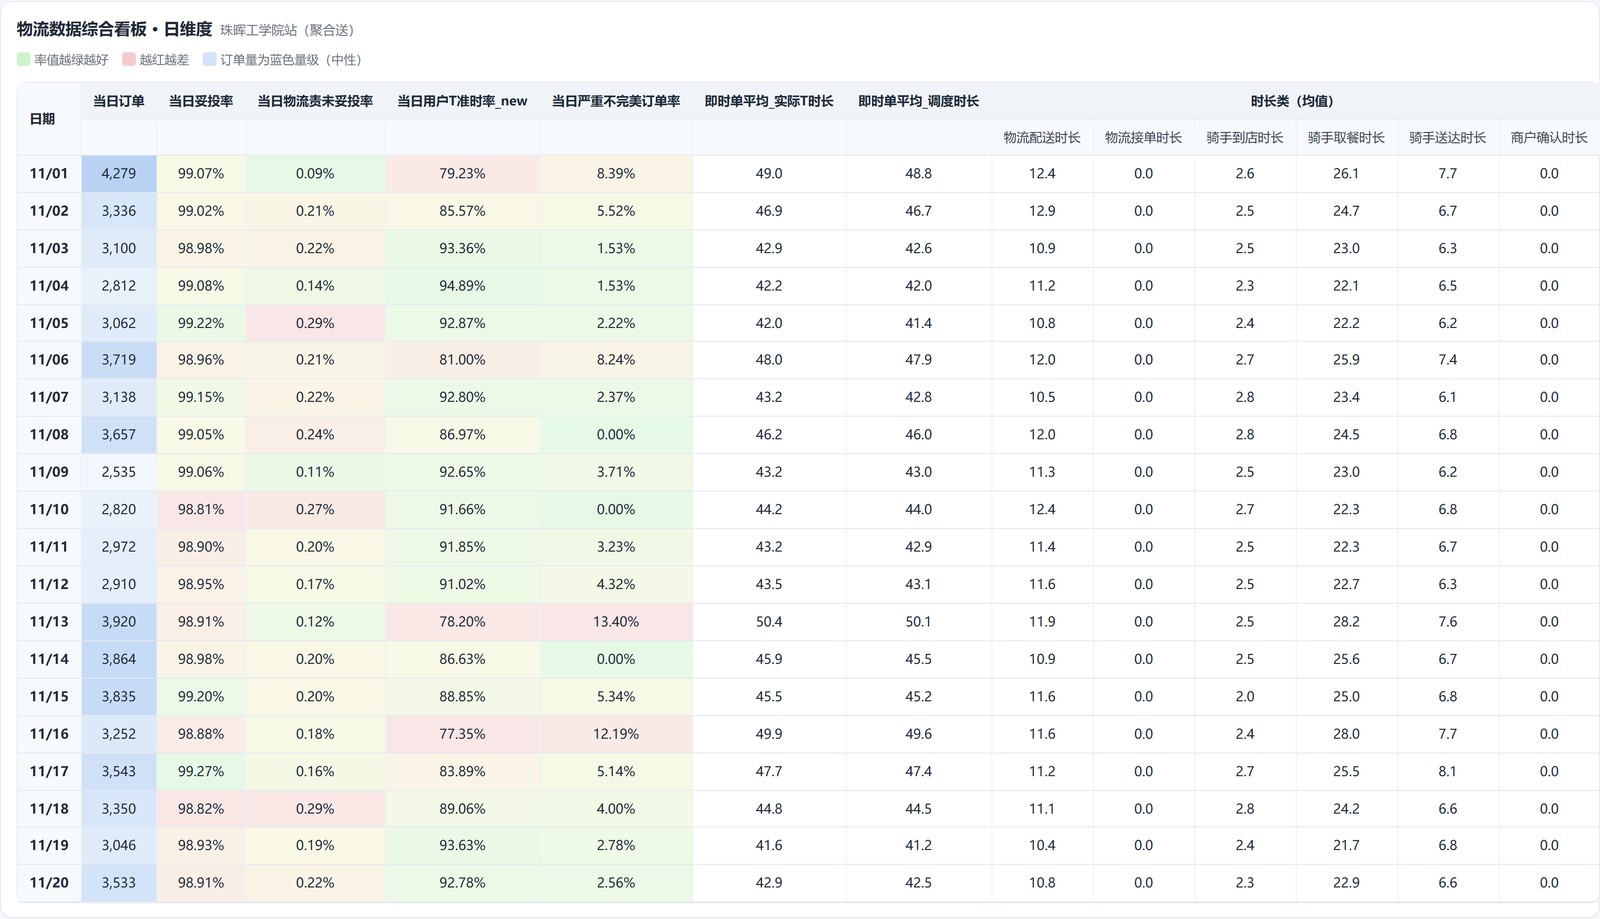 物流数据综合看板 • 日维度 珠晖工学院站（聚合送）
率值越绿越好 越红越差 订单量为蓝色量级（中性）
日期 当日订单 当日妥投率 当日物流责未妥投率 当日用户T准时率_new 当日严重不完美订单率 即时单平均_实际T时长 即时单平均_调度时长 时长类（均值）
物流配送时长 物流接单时长 骑手到店时长 骑手取餐时长 骑手送达时长 商户确认时长
11/01 4,279 99.07% 0.09% 79.23% 8.39% 49.0 48.8 12.4 0.0 2.6 26.1 7.7 0.0
11/02 3,336 99.02% 0.21% 85.57% 5.52% 46.9 46.7 12.9 0.0 2.5 24.7 6.7 0.0
11/03 3,100 98.98% 0.22% 93.36% 1.53% 42.9 42.6 10.9 0.0 2.5 23.0 6.3 0.0
11/04 2,812 99.08% 0.14% 94.89% 1.53% 42.2 42.0 11.2 0.0 2.3 22.1 6.5 0.0
11/05 3,062 99.22% 0.29% 92.87% 2.22% 42.0 41.4 10.8 0.0 2.4 22.2 6.2 0.0
11/06 3,719 98.96% 0.21% 81.00% 8.24% 48.0 47.9 12.0 0.0 2.7 25.9 7.4 0.0
11/07 3,138 99.15% 0.22% 92.80% 2.37% 43.2 42.8 10.5 0.0 2.8 23.4 6.1 0.0
11/08 3,657 99.05% 0.24% 86.97% 0.00% 46.2 46.0 12.0 0.0 2.8 24.5 6.8 0.0
11/09 2,535 99.06% 0.11% 92.65% 3.71% 43.2 43.0 11.3 0.0 2.5 23.0 6.2 0.0
11/10 2,820 98.81% 0.27% 91.66% 0.00% 44.2 44.0 12.4 0.0 2.7 22.3 6.8 0.0
11/11 2,972 98.90% 0.20% 91.85% 3.23% 43.2 42.9 11.4 0.0 2.5 22.3 6.7 0.0
11/12 2,910 98.95% 0.17% 91.02% 4.32% 43.5 43.1 11.6 0.0 2.5 22.7 6.3 0.0
11/13 3,920 98.91% 0.12% 78.20% 13.40% 50.4 50.1 11.9 0.0 2.5 28.2 7.6 0.0
11/14 3,864 98.98% 0.20% 86.63% 0.00% 45.9 45.5 10.9 0.0 2.5 25.6 6.7 0.0
11/15 3,835 99.20% 0.20% 88.85% 5.34% 45.5 45.2 11.6 0.0 2.0 25.0 6.8 0.0
11/16 3,252 98.88% 0.18% 77.35% 12.19% 49.9 49.6 11.6 0.0 2.4 28.0 7.7 0.0
11/17 3,543 99.27% 0.16% 83.89% 5.14% 47.7 47.4 11.2 0.0 2.7 25.5 8.1 0.0
11/18 3,350 98.82% 0.29% 89.06% 4.00% 44.8 44.5 11.1 0.0 2.8 24.2 6.6 0.0
11/19 3,046 98.93% 0.19% 93.63% 2.78% 41.6 41.2 10.4 0.0 2.4 21.7 6.8 0.0
11/20 3,533 98.91% 0.22% 92.78% 2.56% 42.9 42.5 10.8 0.0 2.3 22.9 6.6 0.0